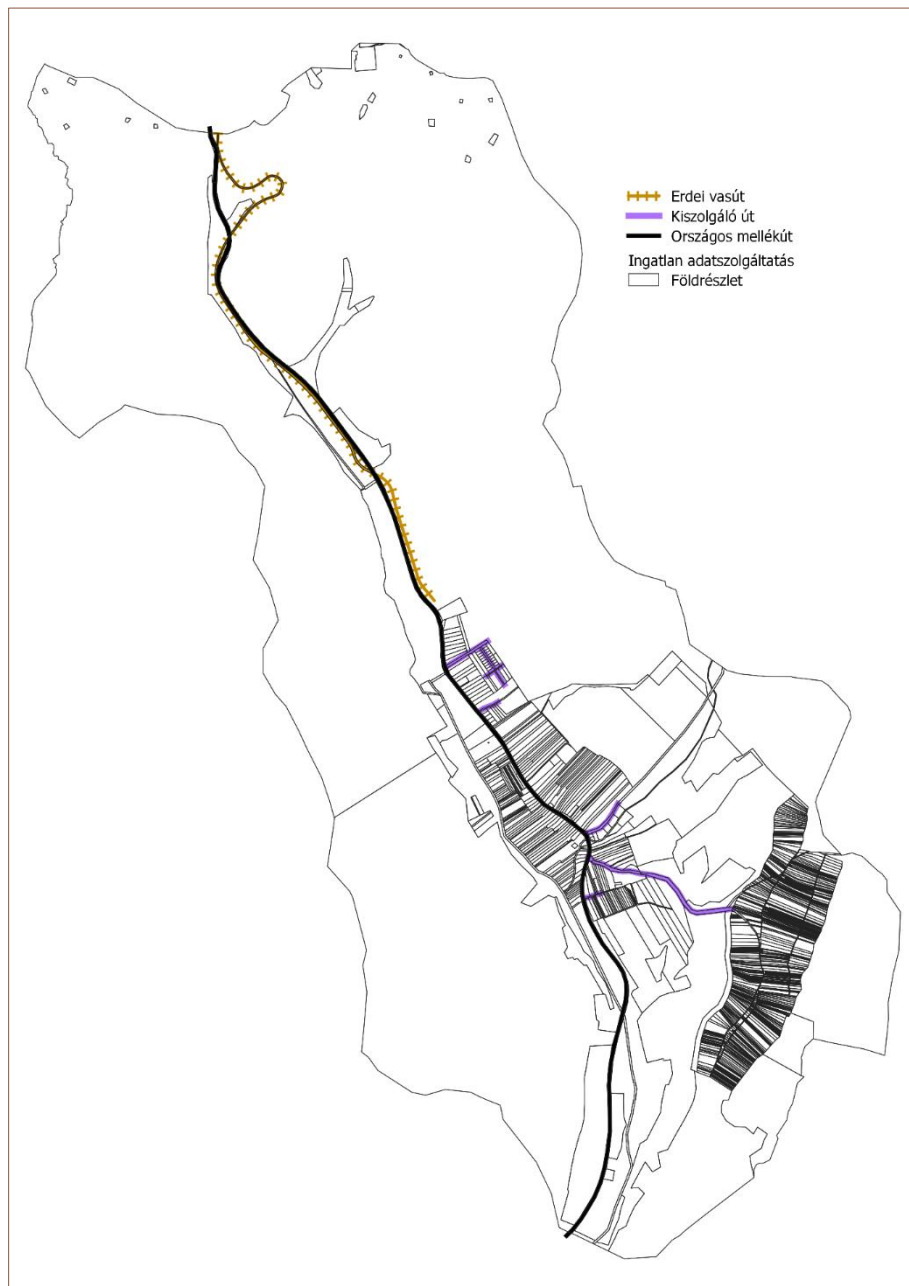 Erdei vasút
Kiszolgáló út
Országos mellékút
Ingatlan adatszolgáltatás
Földrészlet